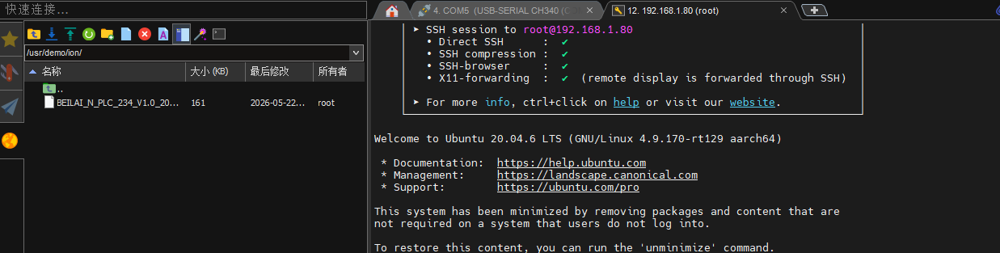 快速连接...
4. COM5 (USB-SERIAL CH340 (C
12. 192.168.1.80 (root)
/usr/demo/ion/
名称 大小 (KB) 最后修改 所有者
..
BEILAI_N_PLC_234_V1.0_20... 161 2026-05-22... root
➤ SSH session to root@192.168.1.80
• Direct SSH : ✔
• SSH compression : ✔
• SSH-browser : ✔
• X11-forwarding : ✔ (remote display is forwarded through SSH)
➤ For more info, ctrl+click on help or visit our website.
Welcome to Ubuntu 20.04.6 LTS (GNU/Linux 4.9.170-rt129 aarch64)
* Documentation: https://help.ubuntu.com
* Management: https://landscape.canonical.com
* Support: https://ubuntu.com/pro
This system has been minimized by removing packages and content that are
not required on a system that users do not log into.
To restore this content, you can run the 'unminimize' command.